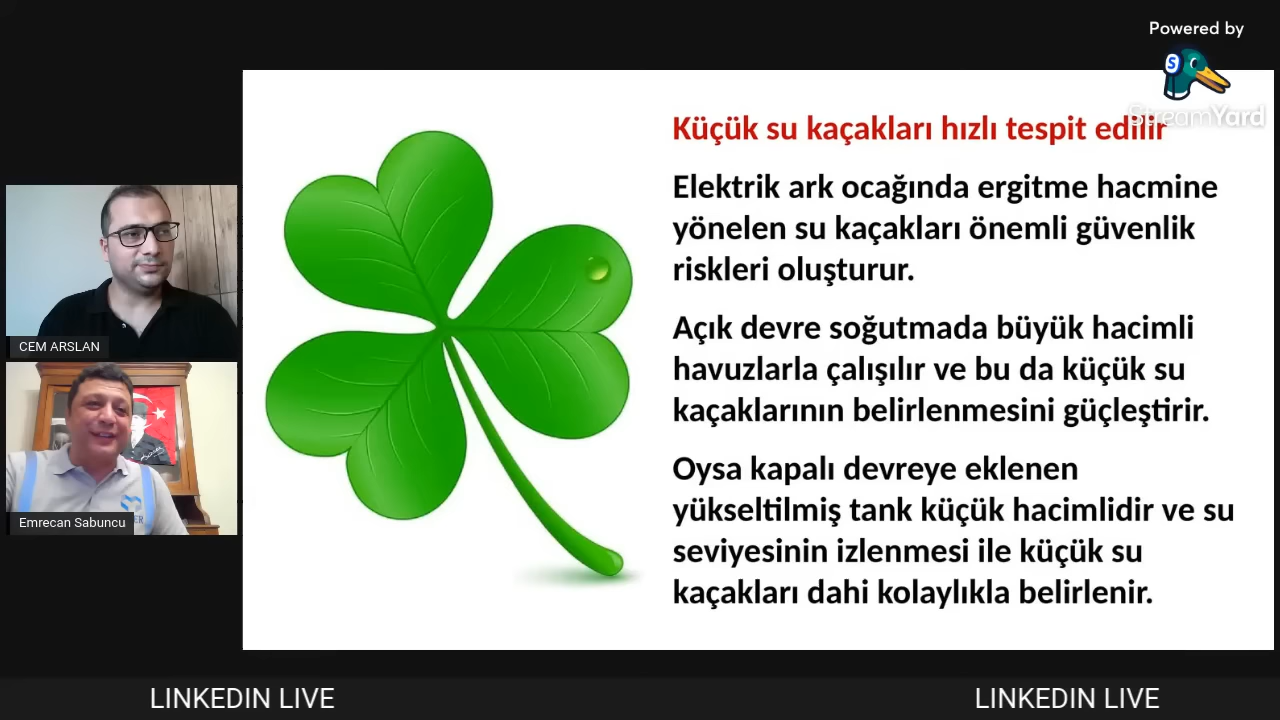 Powered by
StreamYard
Küçük su kaçakları hızlı tespit edilir
Elektrik ark ocağında ergitme hacmine
yönelen su kaçakları önemli güvenlik
riskleri oluşturur.
Açık devre soğutmada büyük hacimli
havuzlarla çalışılır ve bu da küçük su
kaçaklarının belirlenmesini güçleştirir.
Oysa kapalı devreye eklenen
yükseltilmiş tank küçük hacimlidir ve su
seviyesinin izlenmesi ile küçük su
kaçakları dahi kolaylıkla belirlenir.
CEM ARSLAN
Emrecan Sabuncu
LINKEDIN LIVE
LINKEDIN LIVE